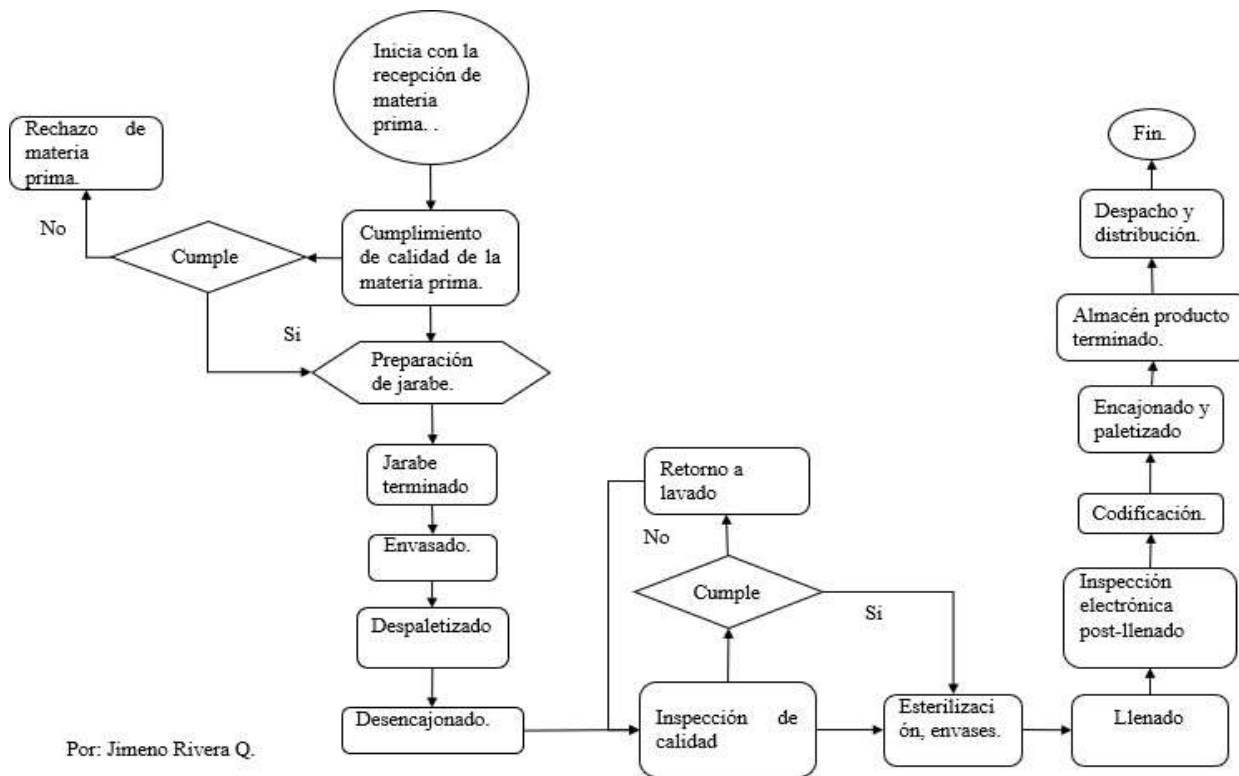 Inicia con la
recepción de
materia
prima. .
Rechazo de
materia
prima.
No
Cumple
Cumplimiento
de calidad de la
materia prima.
Si
Preparación
de jarabe.
Jarabe
terminado
Envasado.
Despaletizado
Desencajonado.
Retorno a
lavado
No
Cumple
Si
Inspección de
calidad
Esterilizaci
ón, envases.
Llenado
Inspección
electrónica
post-llenado
Codificación.
Encajonado y
paletizado
Almacén producto
terminado.
Despacho y
distribución.
Fin.
Por: Jimeno Rivera Q.